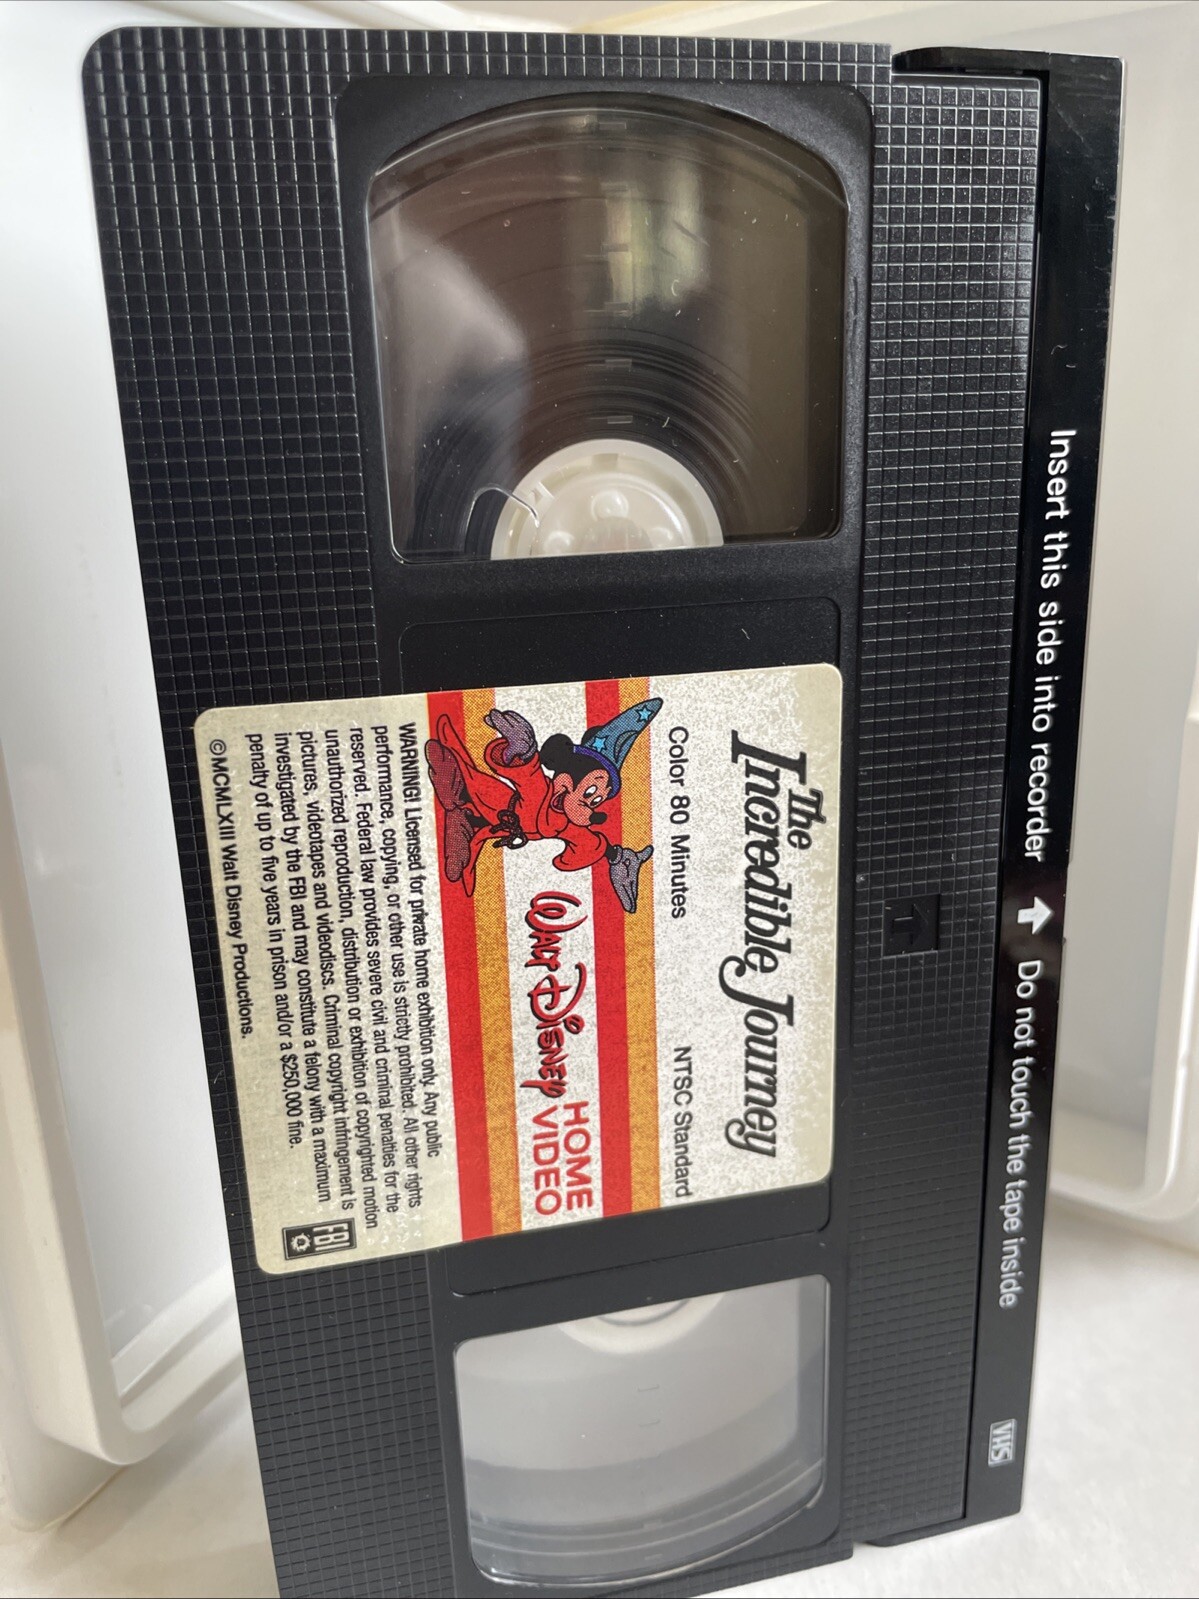 Insert this side into recorder ⬆ Do not touch the tape inside
VHS
The
Incredible Journey
Color 80 Minutes NTSC Standard
WALT DISNEY HOME
VIDEO
WARNING! Licensed for private home exhibition only. Any public
performance, copying, or other use is strictly prohibited. All other rights
reserved. Federal law provides severe civil and criminal penalties for the
unauthorized reproduction, distribution or exhibition of copyrighted motion
pictures, videotapes and videodiscs. Criminal copyright infringement is
investigated by the FBI and may constitute a felony with a maximum
penalty of up to five years in prison and/or a $250,000 fine.
©MCMLXIII Walt Disney Productions.
FBI